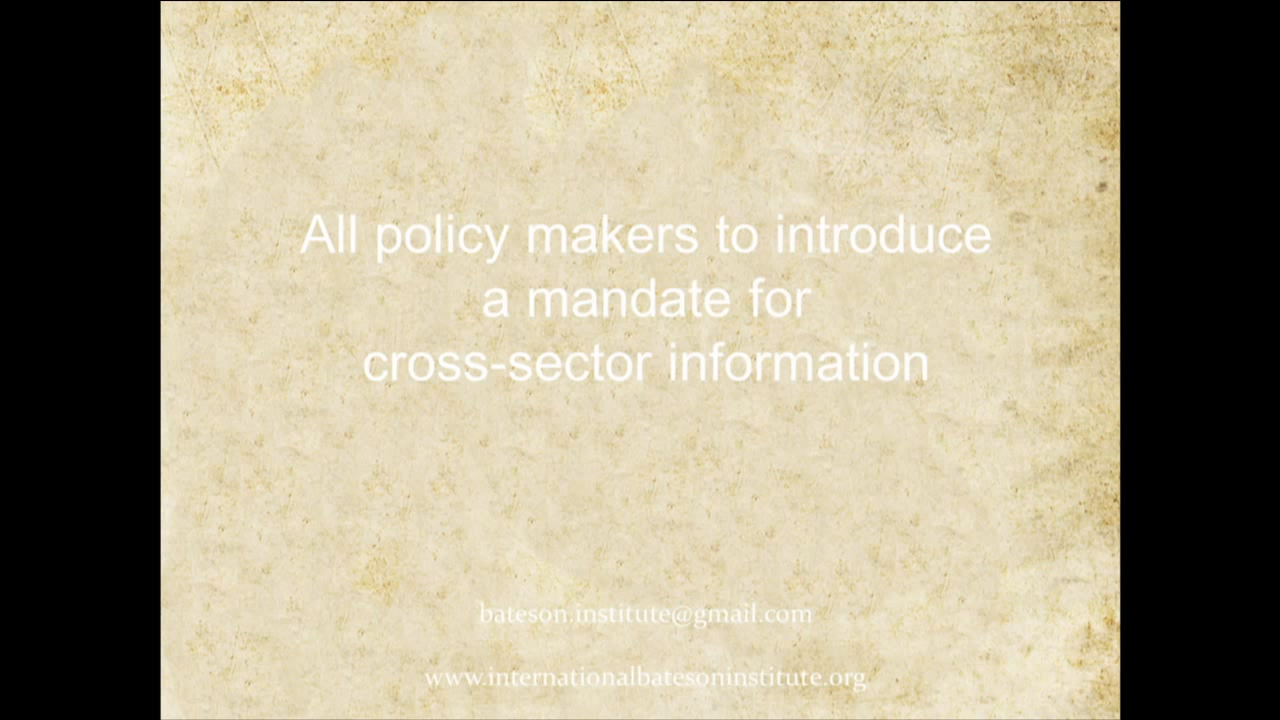 All policy makers to introduce
a mandate for
cross-sector information
bateson.institute@gmail.com
www.internationalbatesoninstitute.org